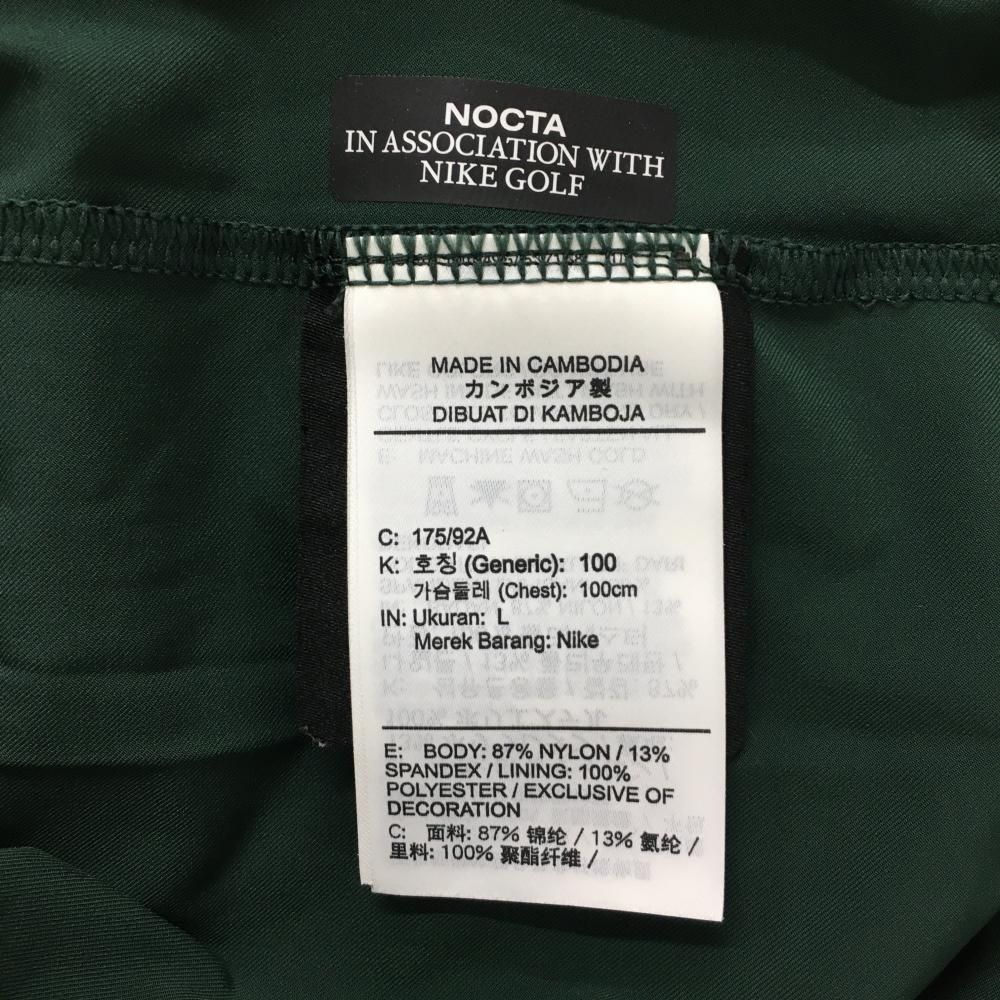 NOCTA
IN ASSOCIATION WITH
NIKE GOLF
MADE IN CAMBODIA
カンボジア製
DIBUAT DI KAMBOJA
C: 175/92A
K: 호칭 (Generic): 100
가슴둘레 (Chest): 100cm
IN: Ukuran: L
Merek Barang: Nike
E: BODY: 87% NYLON / 13%
SPANDEX / LINING: 100%
POLYESTER / EXCLUSIVE OF
DECORATION
C: 面料: 87% 锦纶 / 13% 氨纶 /
里料: 100% 聚酯纤维 /